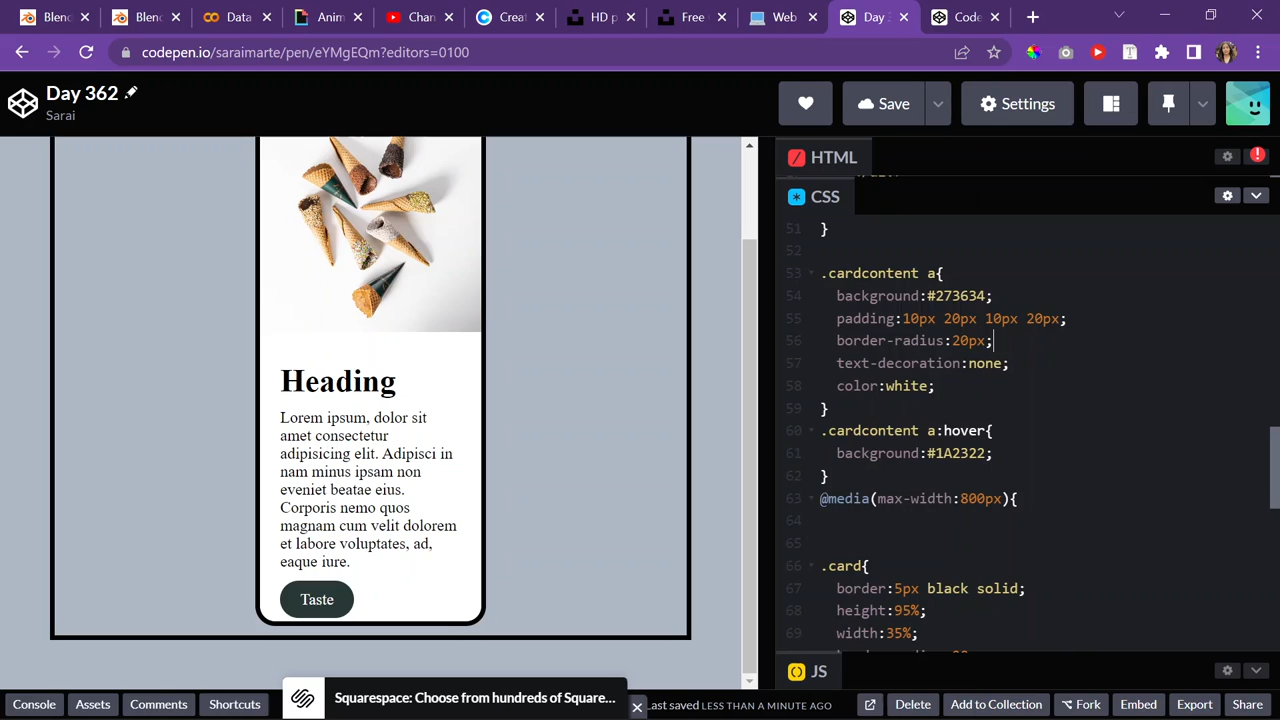 Blend
Blend
Data
Anim
Chan
Creat
HD p
Free
Web
Day 3
Code
codepen.io/saraimarte/pen/eYMgEQm?editors=0100
Day 362
Sarai
Save
Settings
HTML
CSS
Heading
Lorem ipsum, dolor sit
amet consectetur
adipisicing elit. Adipisci in
nam minus ipsam non
eveniet beatae eius.
Corporis nemo quos
magnam cum velit dolorem
et labore voluptates, ad,
eaque iure.
Taste
51 }
52
53 .cardcontent a{
54 background:#273634;
55 padding:10px 20px 10px 20px;
56 border-radius:20px;
57 text-decoration:none;
58 color:white;
59 }
60 .cardcontent a:hover{
61 background:#1A2322;
62 }
63 @media(max-width:800px){
64
65
66 .card{
67 border:5px black solid;
68 height:95%;
69 width:35%;
JS
Squarespace: Choose from hundreds of Square...
Console Assets Comments Shortcuts Last saved LESS THAN A MINUTE AGO Delete Add to Collection Fork Embed Export Share